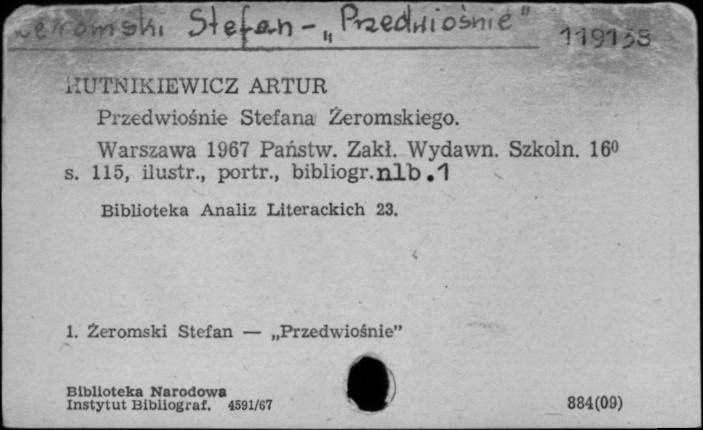 Żeromski Stefan - „Przedwiośnie"
HUTNIKIEWICZ ARTUR
Przedwiośnie Stefana Żeromskiego.
Warszawa 1967 Państw. Zakł. Wydawn. Szkoln. 16⁰
s. 115, ilustr., portr., bibliogr. nlb.1
Biblioteka Analiz Literackich 23.
1. Żeromski Stefan — „Przedwiośnie”
Biblioteka Narodowa
Instytut Bibliograf. 4591/67
884(09)